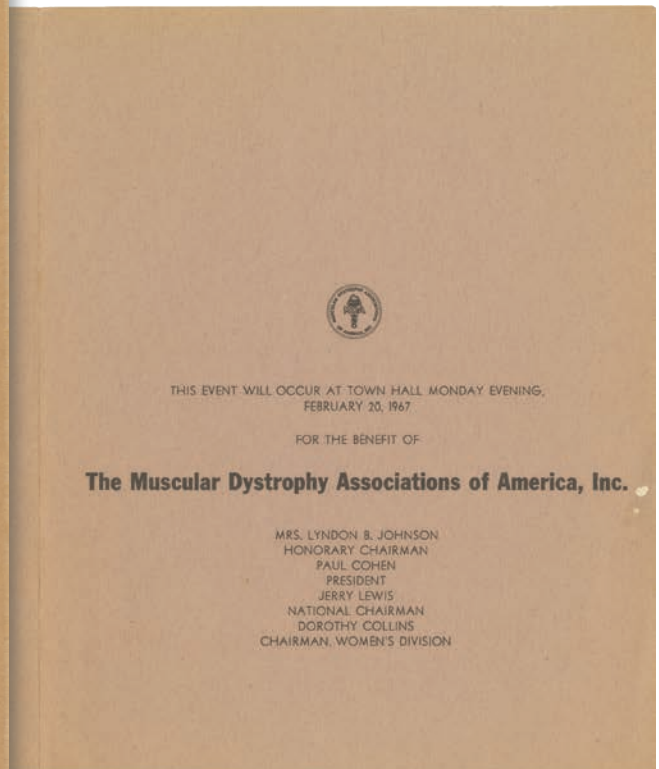 THIS EVENT WILL OCCUR AT TOWN HALL MONDAY EVENING,
FEBRUARY 20, 1967
FOR THE BENEFIT OF
The Muscular Dystrophy Associations of America, Inc.
MRS. LYNDON B. JOHNSON
HONORARY CHAIRMAN
PAUL COHEN
PRESIDENT
JERRY LEWIS
NATIONAL CHAIRMAN
DOROTHY COLLINS
CHAIRMAN, WOMEN'S DIVISION